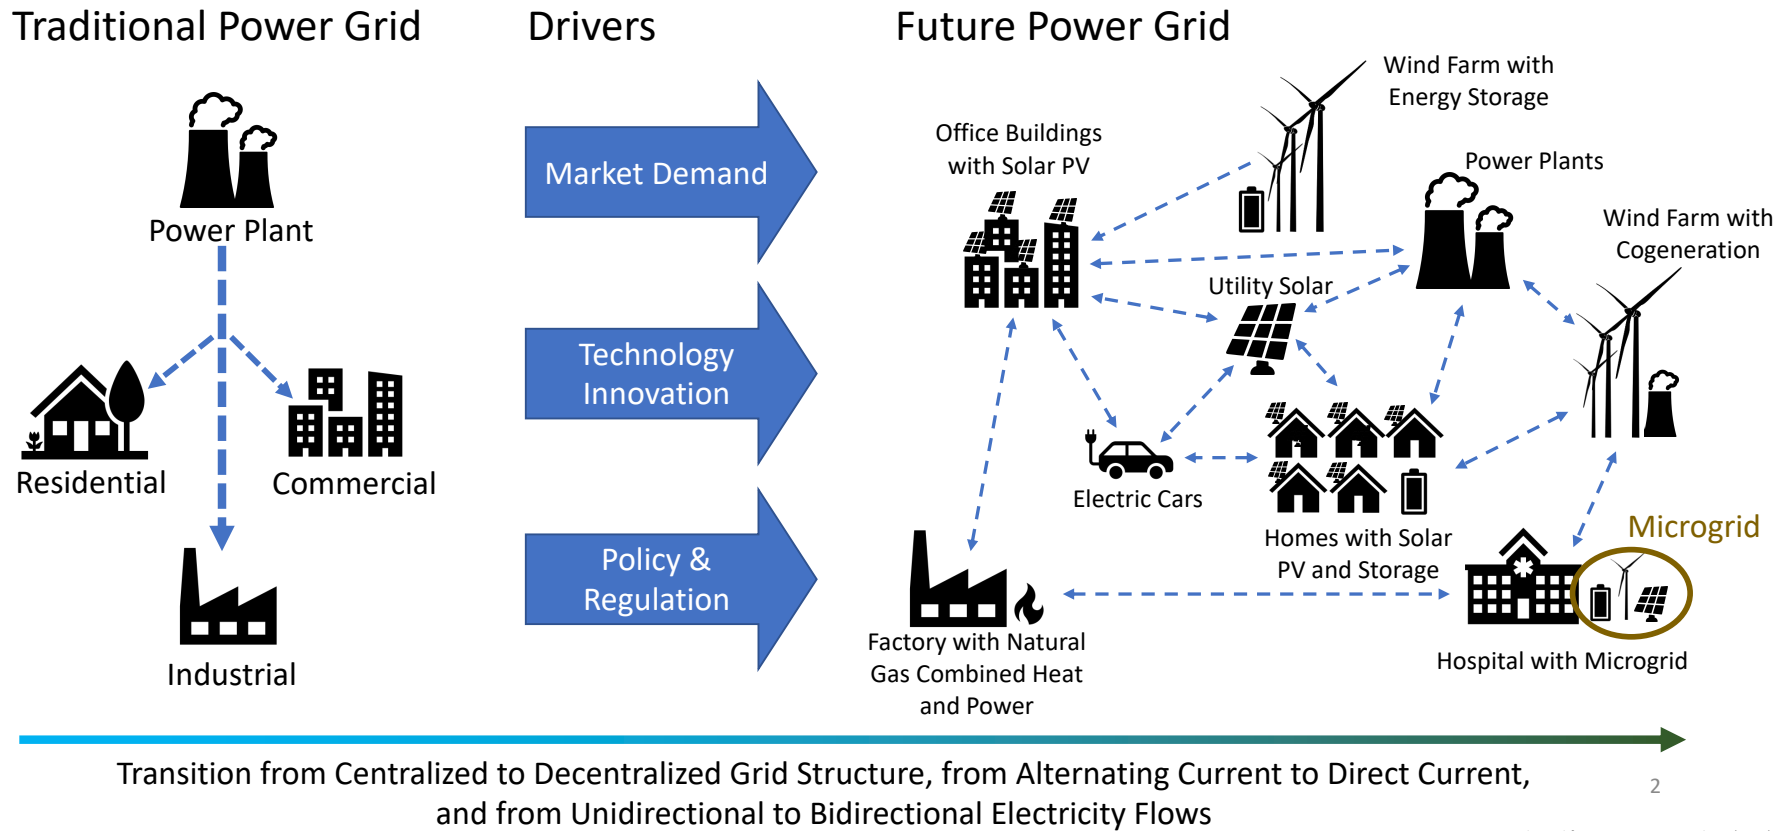 Traditional Power Grid
Drivers
Future Power Grid
Power Plant
Residential
Commercial
Industrial
Market Demand
Technology
Innovation
Policy &
Regulation
Wind Farm with
Energy Storage
Office Buildings
with Solar PV
Power Plants
Wind Farm with
Cogeneration
Utility Solar
Electric Cars
Homes with Solar
PV and Storage
Microgrid
Factory with Natural
Gas Combined Heat
and Power
Hospital with Microgrid
Transition from Centralized to Decentralized Grid Structure, from Alternating Current to Direct Current,
and from Unidirectional to Bidirectional Electricity Flows
2